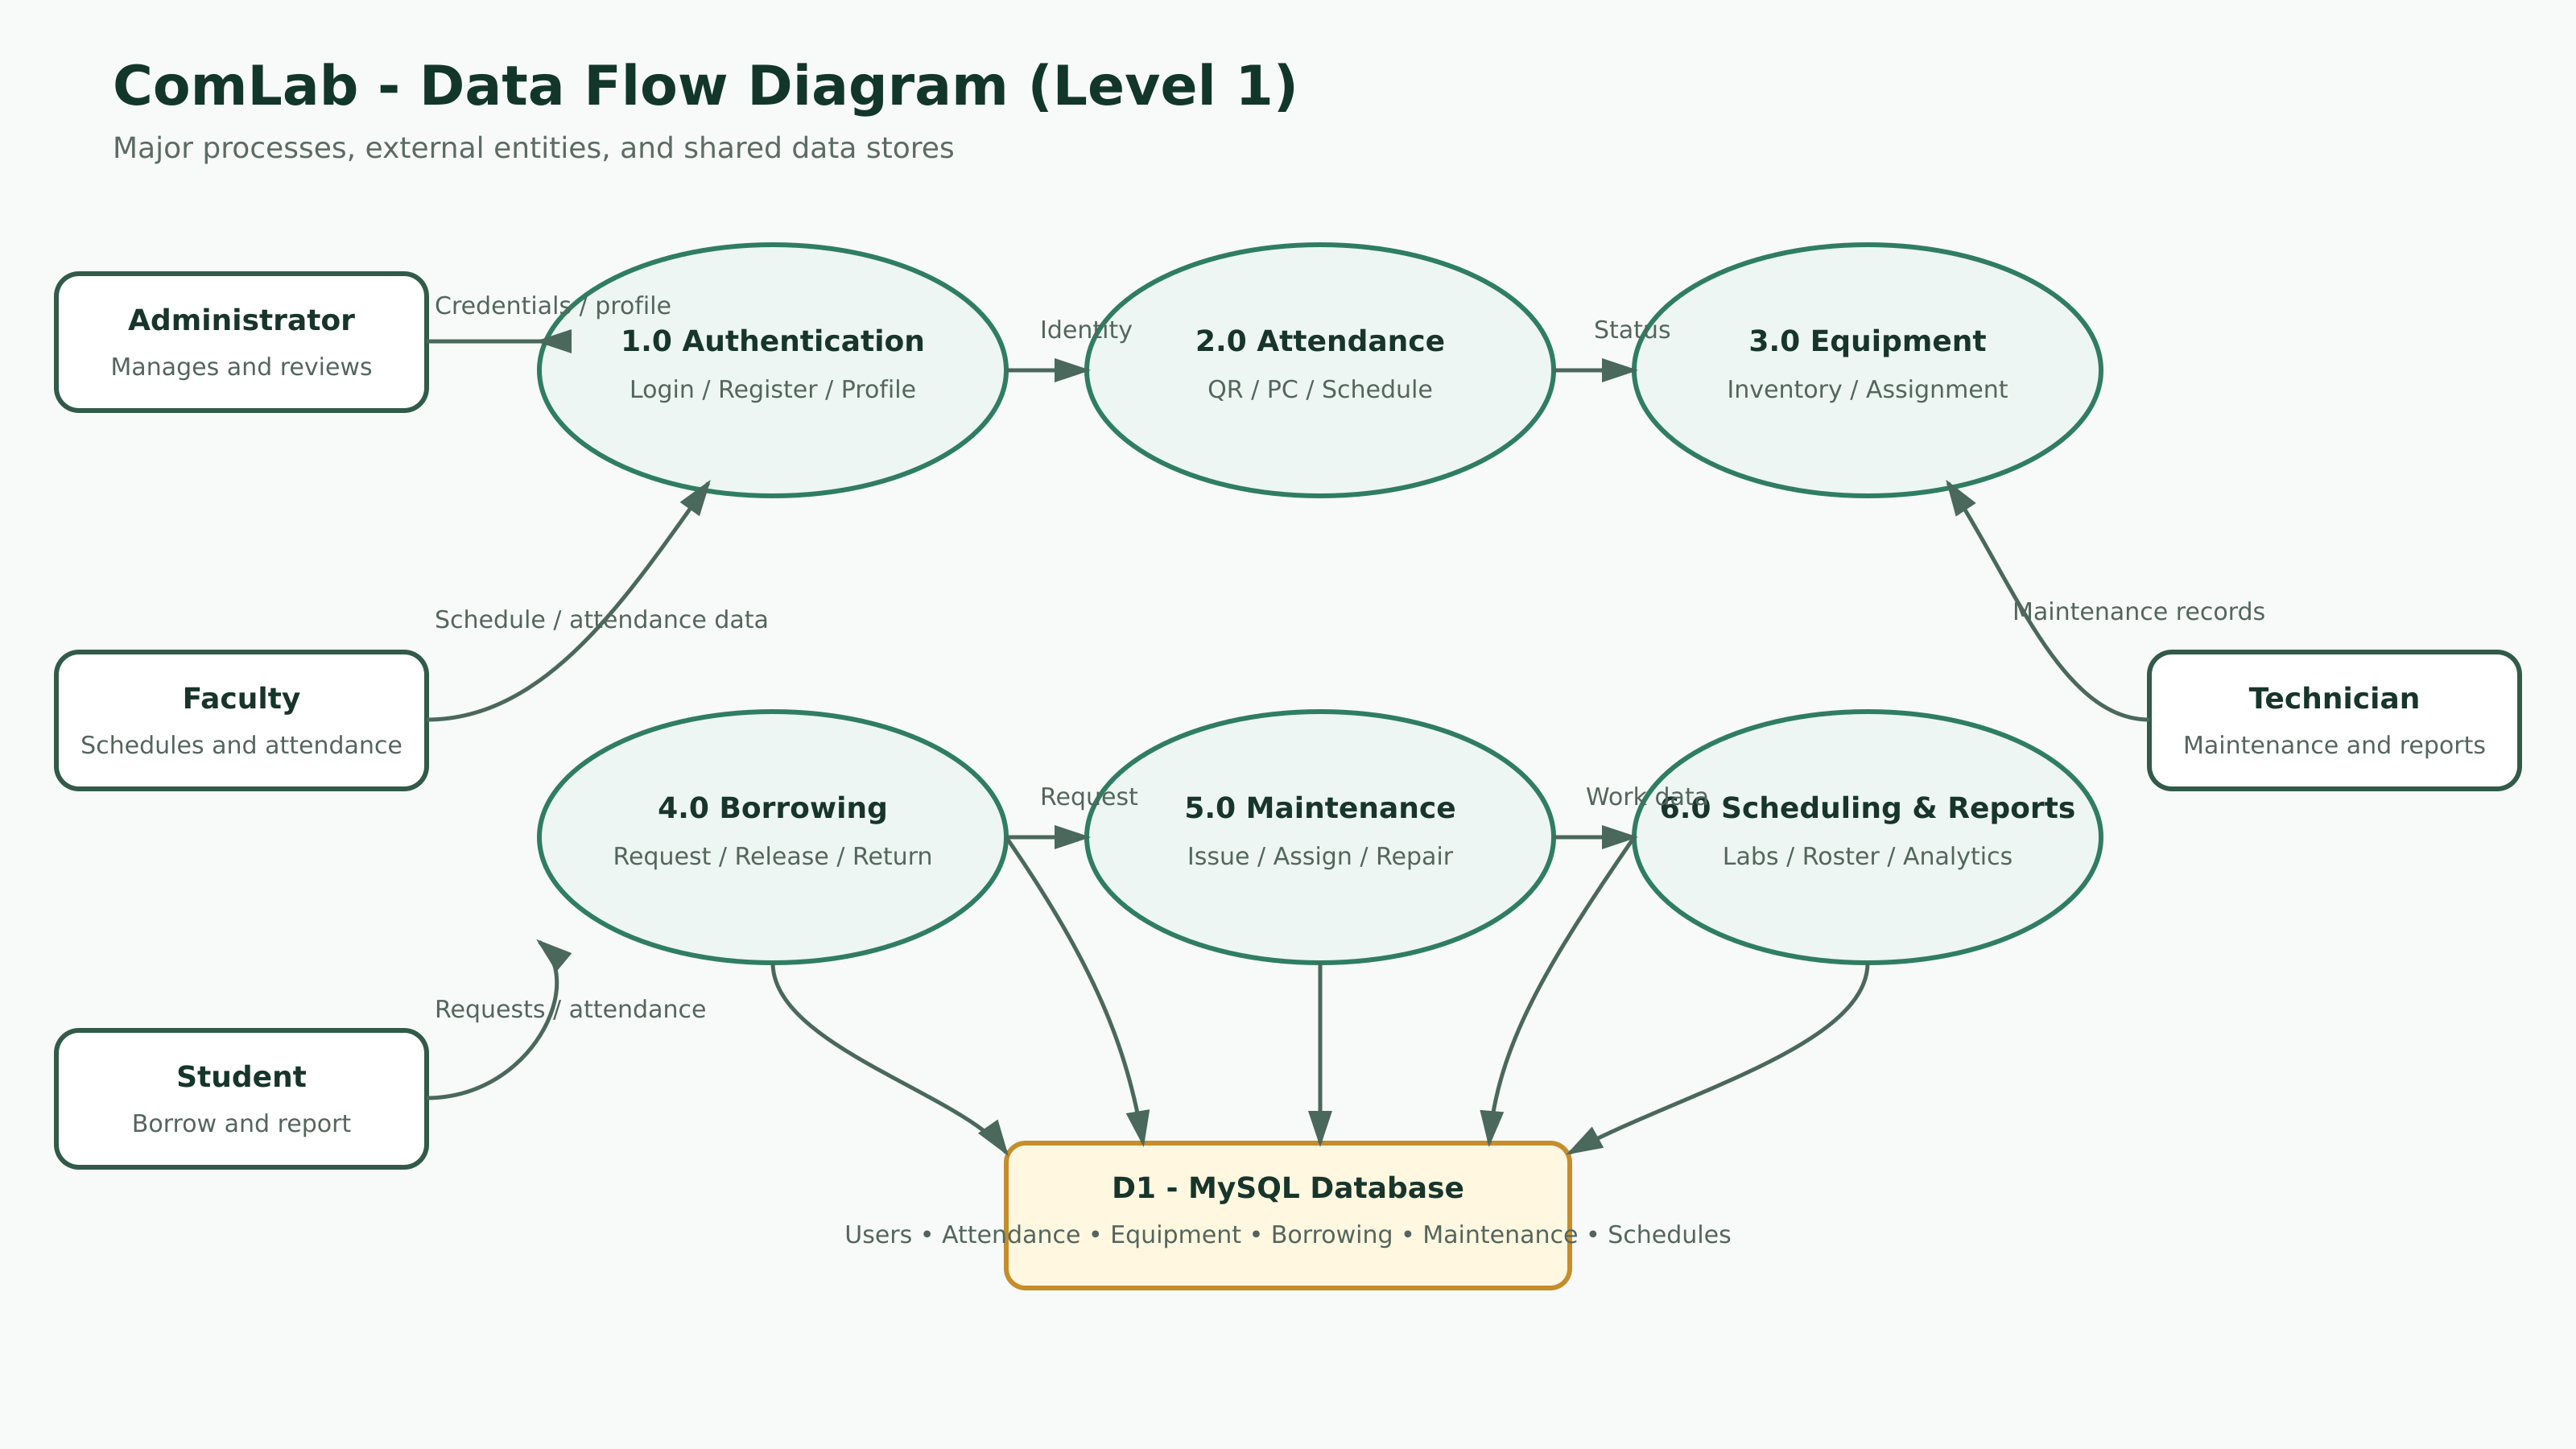 ComLab - Data Flow Diagram (Level 1)
Major processes, external entities, and shared data stores
Administrator
Manages and reviews
Credentials / profile
1.0 Authentication
Login / Register / Profile
Identity
2.0 Attendance
QR / PC / Schedule
Status
3.0 Equipment
Inventory / Assignment
Schedule / attendance data
Maintenance records
Faculty
Schedules and attendance
Technician
Maintenance and reports
4.0 Borrowing
Request / Release / Return
Request
5.0 Maintenance
Issue / Assign / Repair
Work data
6.0 Scheduling & Reports
Labs / Roster / Analytics
Requests / attendance
Student
Borrow and report
D1 - MySQL Database
Users • Attendance • Equipment • Borrowing • Maintenance • Schedules